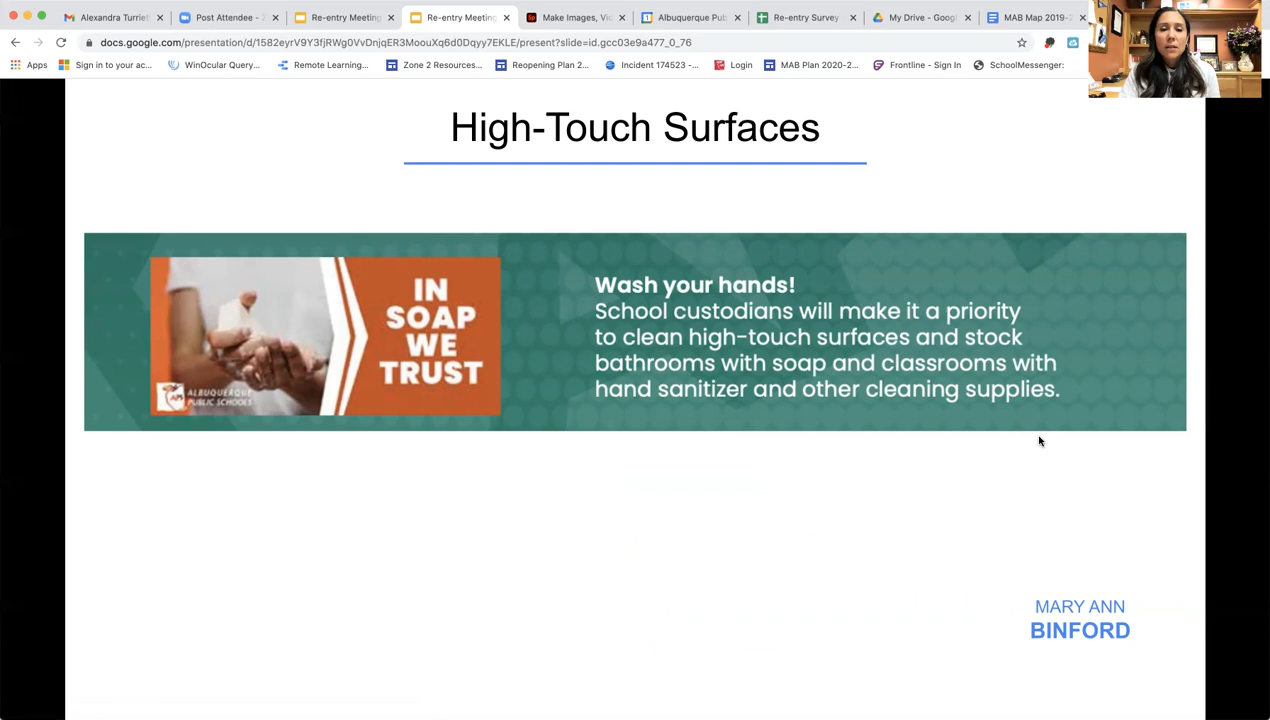 Alexandra Turriet
Post Attendee - Z
Re-entry Meeting
Re-entry Meeting
Make Images, Vid
Albuquerque Pub
Re-entry Survey
My Drive - Googl
MAB Map 2019-2
docs.google.com/presentation/d/1582eyrV9Y3fjRWg0VvDnjqER3MoouXq6d0Dqyy7EKLE/present?slide=id.gcc03e9a477_0_76
Apps
Sign in to your ac...
WinOcular Query...
Remote Learning...
Zone 2 Resources...
Reopening Plan 2...
Incident 174523 -...
Login
MAB Plan 2020-2...
Frontline - Sign In
SchoolMessenger:
High-Touch Surfaces
IN
SOAP
WE
TRUST
ALBUQUERQUE
PUBLIC SCHOOLS
Wash your hands!
School custodians will make it a priority
to clean high-touch surfaces and stock
bathrooms with soap and classrooms with
hand sanitizer and other cleaning supplies.
MARY ANN
BINFORD